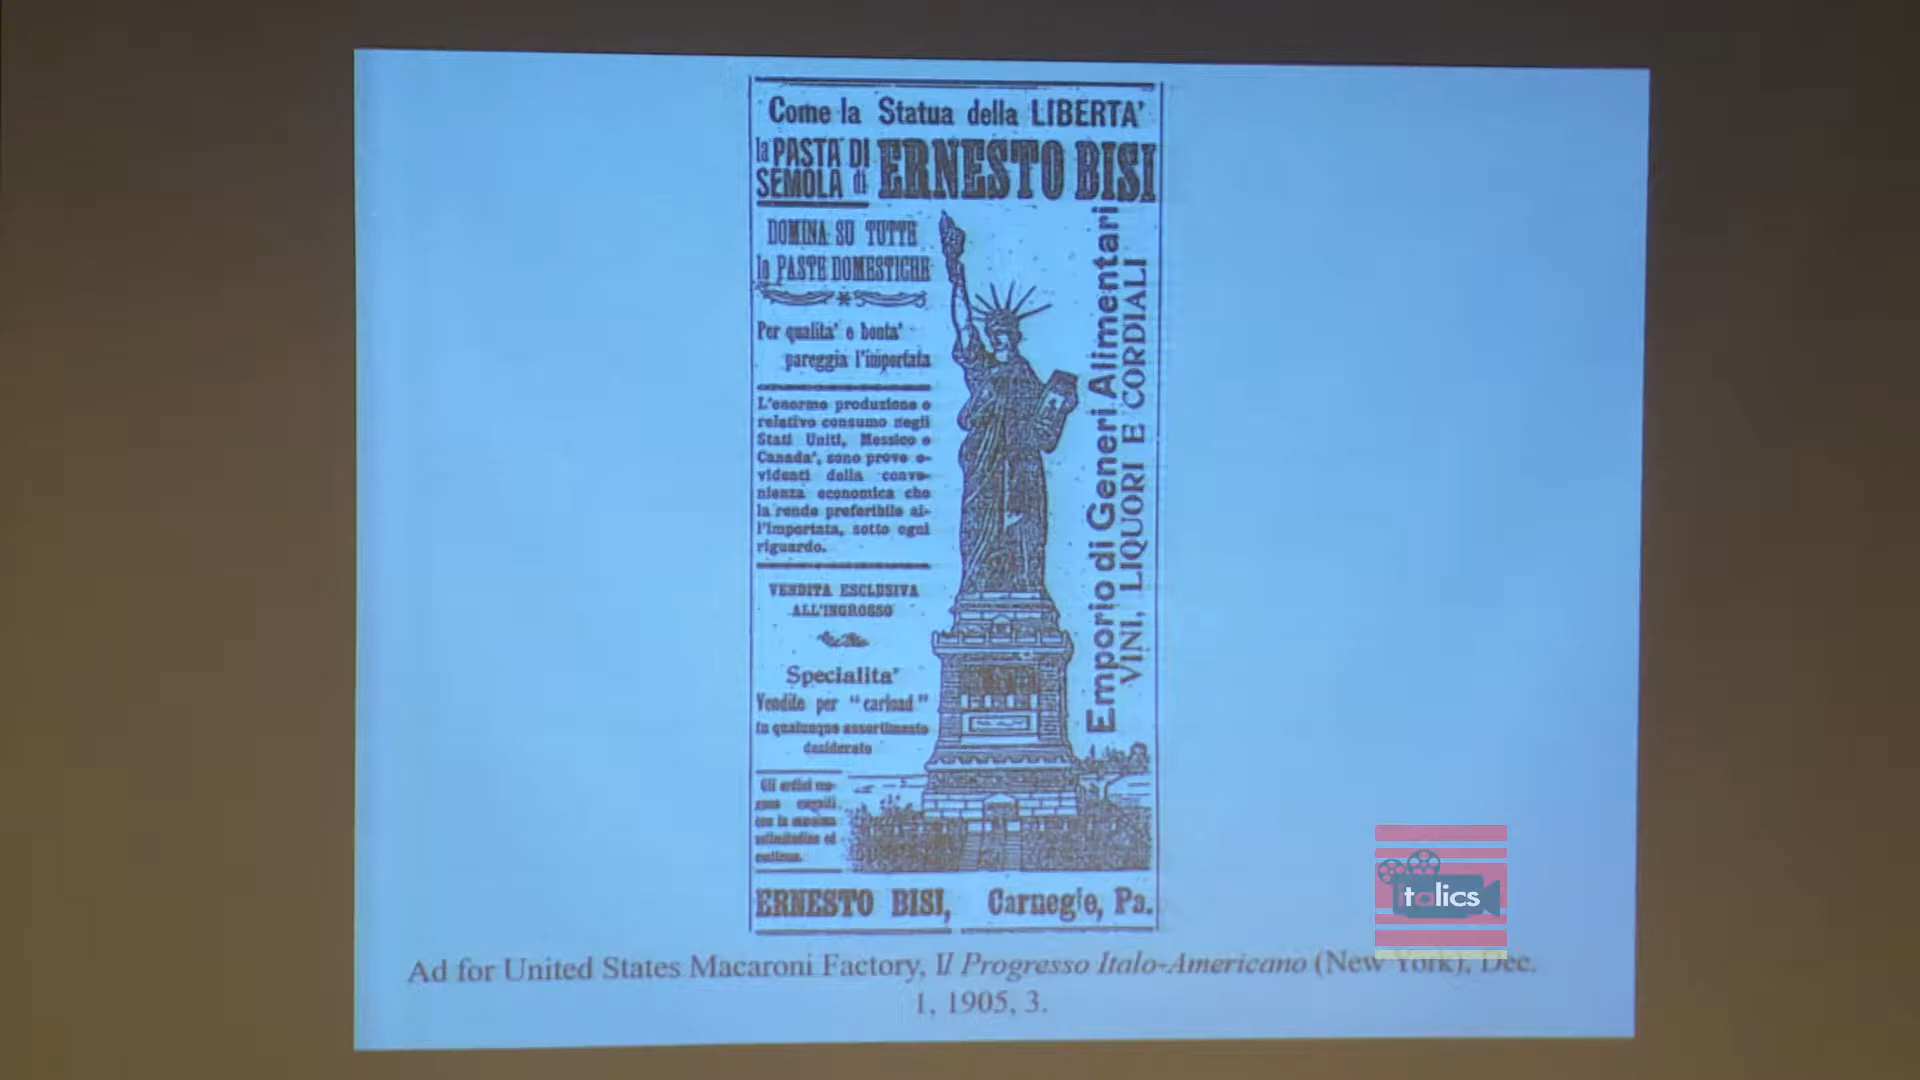 Come la Statua della LIBERTA'
la PASTA DI
SEMOLA di
ERNESTO BISI
DOMINA SU TUTTE
la PASTE DOMESTICHE
Per qualita' e bonta'
pareggia l'importata
L'enorme produzione e
relativo consumo negli
Stati Uniti, Messico e
Canada', sono prove e-
videnti della conve-
nienza economica che
la rende preferibile al-
l'importata, sotto ogni
riguardo.
VENDITA ESCLUSIVA
ALL'INGROSSO
Specialita'
Vendite per "carload"
in qualunque assortimento
desiderato
Emporio di Generi Alimentari
VINI, LIQUORI E CORDIALI
ERNESTO BISI, Carnegie, Pa.
Ad for United States Macaroni Factory, Il Progresso Italo-Americano (New York), Dec.
1, 1905, 3.
italics